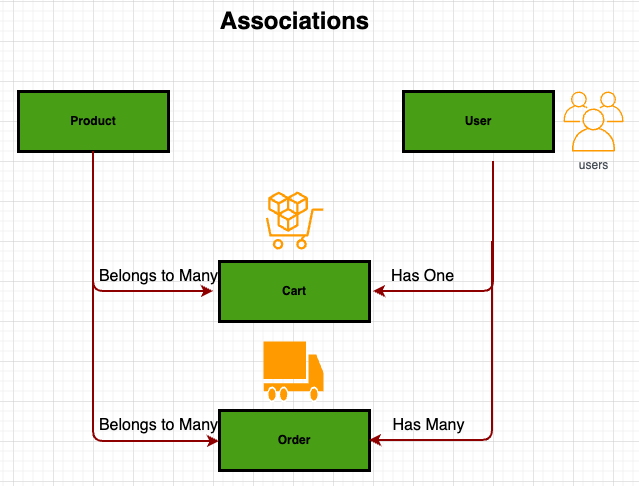 Associations
Product
User
users
Belongs to Many
Cart
Has One
Belongs to Many
Order
Has Many